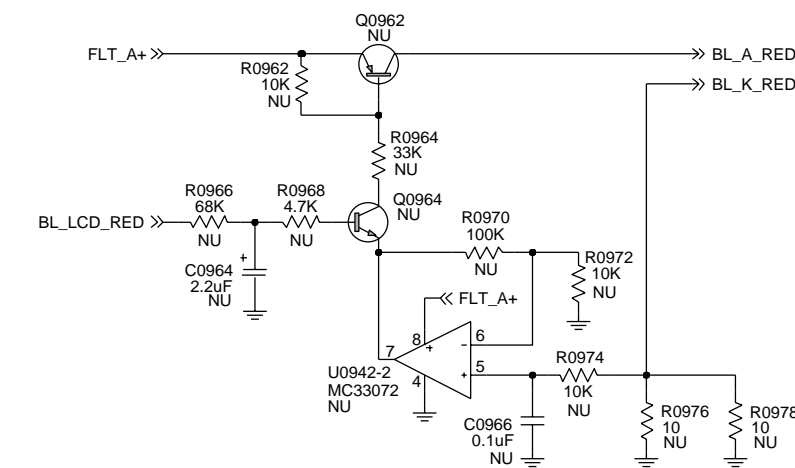 Q0962
NU
FLT_A+
BL_A_RED
R0962
10K
NU
BL_K_RED
R0964
33K
NU
R0966
68K
NU
R0968
4.7K
NU
Q0964
NU
BL_LCD_RED
R0970
100K
NU
C0964
+
2.2uF
NU
R0972
10K
NU
FLT_A+
8
+
7
-
6
+
5
4
U0942-2
MC33072
NU
R0974
10K
NU
C0966
0.1uF
NU
R0976
10
NU
R0978
10
NU